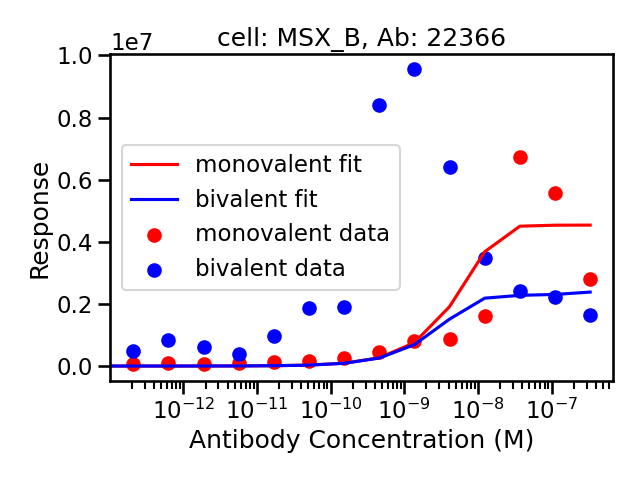 cell: MSX_B, Ab: 22366
1e7
1.0
0.8
0.6
0.4
0.2
0.0
Response
monovalent fit
bivalent fit
monovalent data
bivalent data
10⁻¹² 10⁻¹¹ 10⁻¹⁰ 10⁻⁹ 10⁻⁸ 10⁻⁷
Antibody Concentration (M)